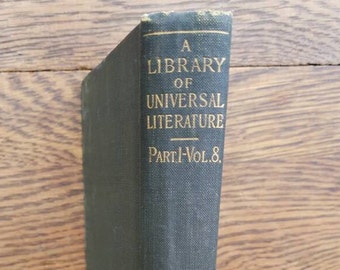 A
LIBRARY
OF
UNIVERSAL
LITERATURE
PART.I-VOL.8.